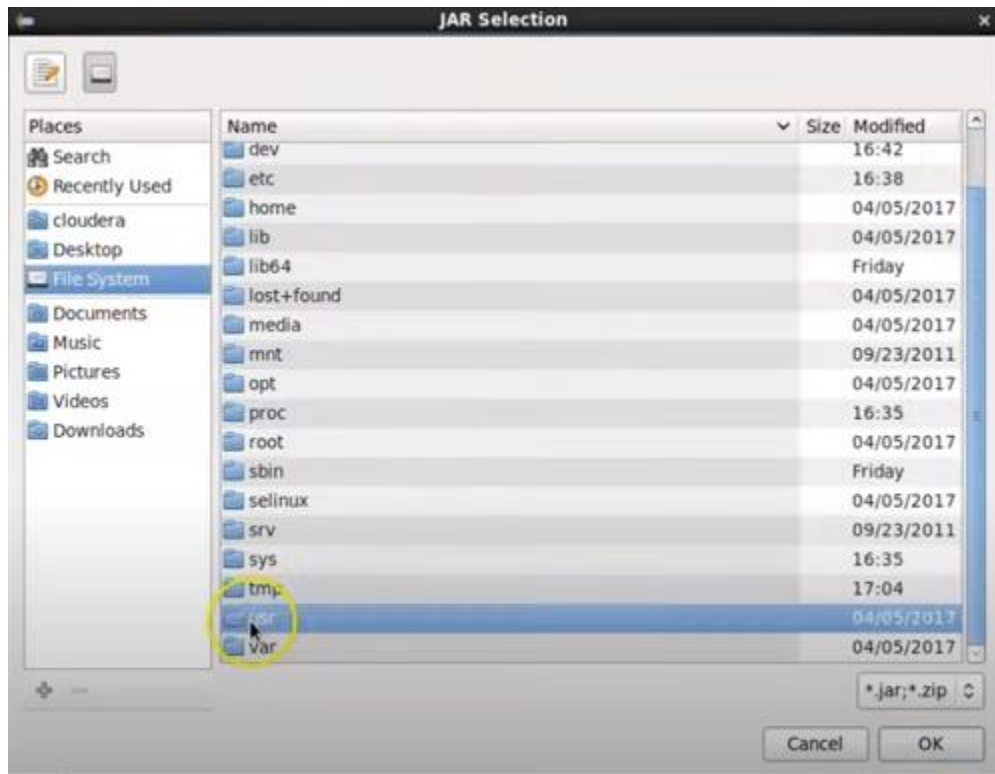 JAR Selection
Places
Search
Recently Used
cloudera
Desktop
File System
Documents
Music
Pictures
Videos
Downloads
Name Size Modified
dev 16:42
etc 16:38
home 04/05/2017
lib 04/05/2017
lib64 Friday
lost+found 04/05/2017
media 04/05/2017
mnt 09/23/2011
opt 04/05/2017
proc 16:35
root 04/05/2017
sbin Friday
selinux 04/05/2017
srv 09/23/2011
sys 16:35
tmp 17:04
usr 04/05/2017
var 04/05/2017
*.jar;*.zip
Cancel OK